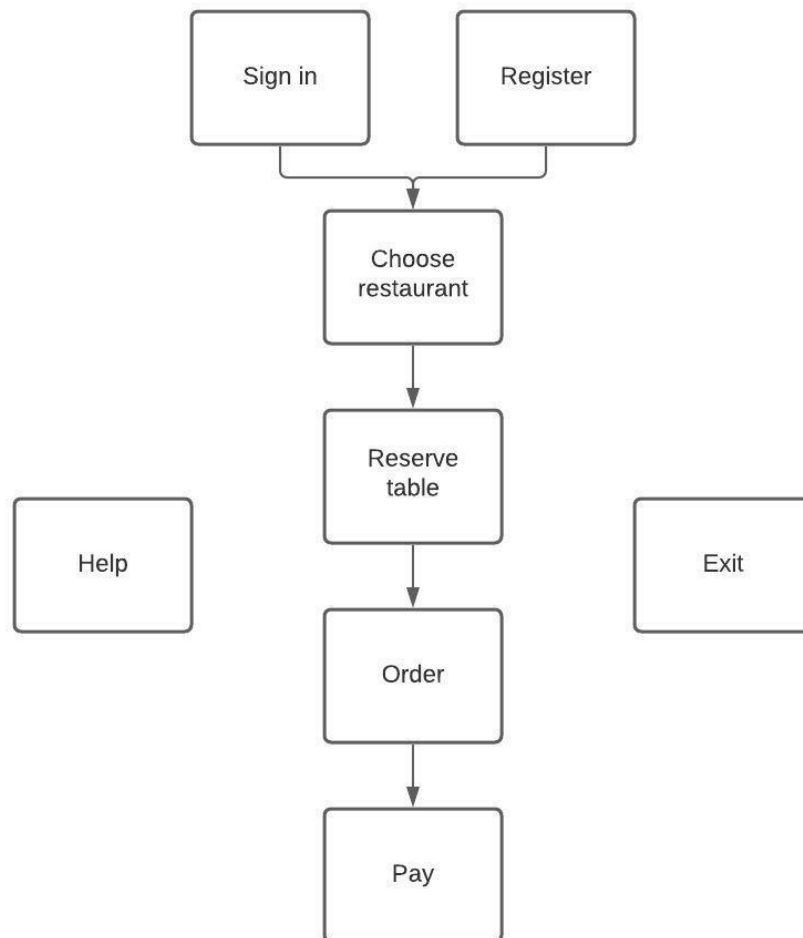 Sign in
Register
Choose
restaurant
Reserve
table
Help
Exit
Order
Pay